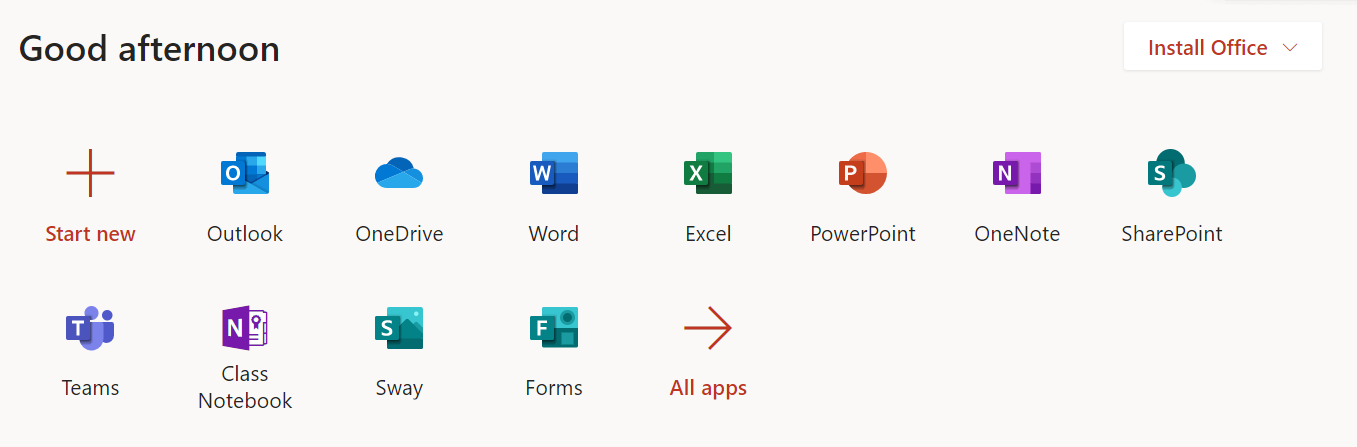 Good afternoon
Install Office
Start new
O
Outlook
OneDrive
W
Word
X
Excel
P
PowerPoint
N
OneNote
S
SharePoint
T
Teams
N
Class
Notebook
S
Sway
F
Forms
All apps